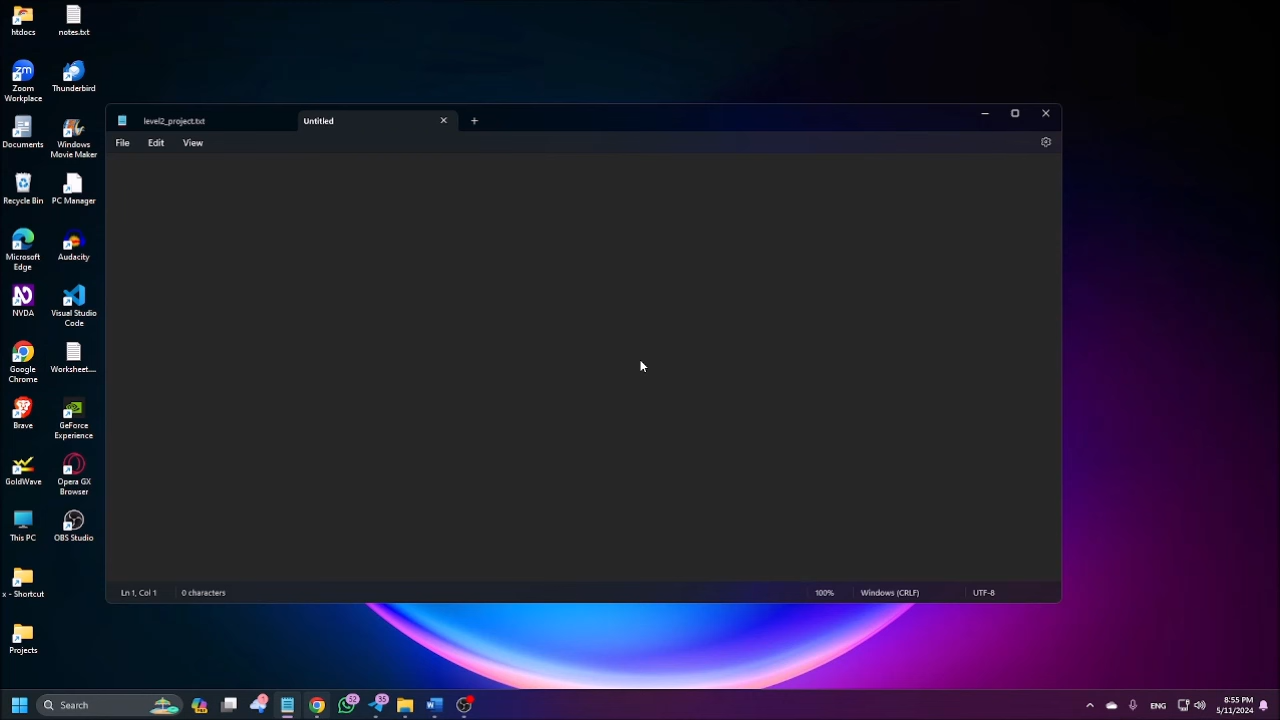 htdocs
notes.txt
Zoom
Workplace
Thunderbird
Documents
Windows
Movie Maker
Recycle Bin
PC Manager
Microsoft
Edge
Audacity
NVDA
Visual Studio
Code
Google
Chrome
Worksheet....
Brave
GeForce
Experience
GoldWave
Opera GX
Browser
This PC
OBS Studio
x - Shortcut
Projects
level2_project.txt
Untitled
File Edit View
Ln 1, Col 1
0 characters
100%
Windows (CRLF)
UTF-8
Search
52
35
ENG
8:55 PM
5/11/2024